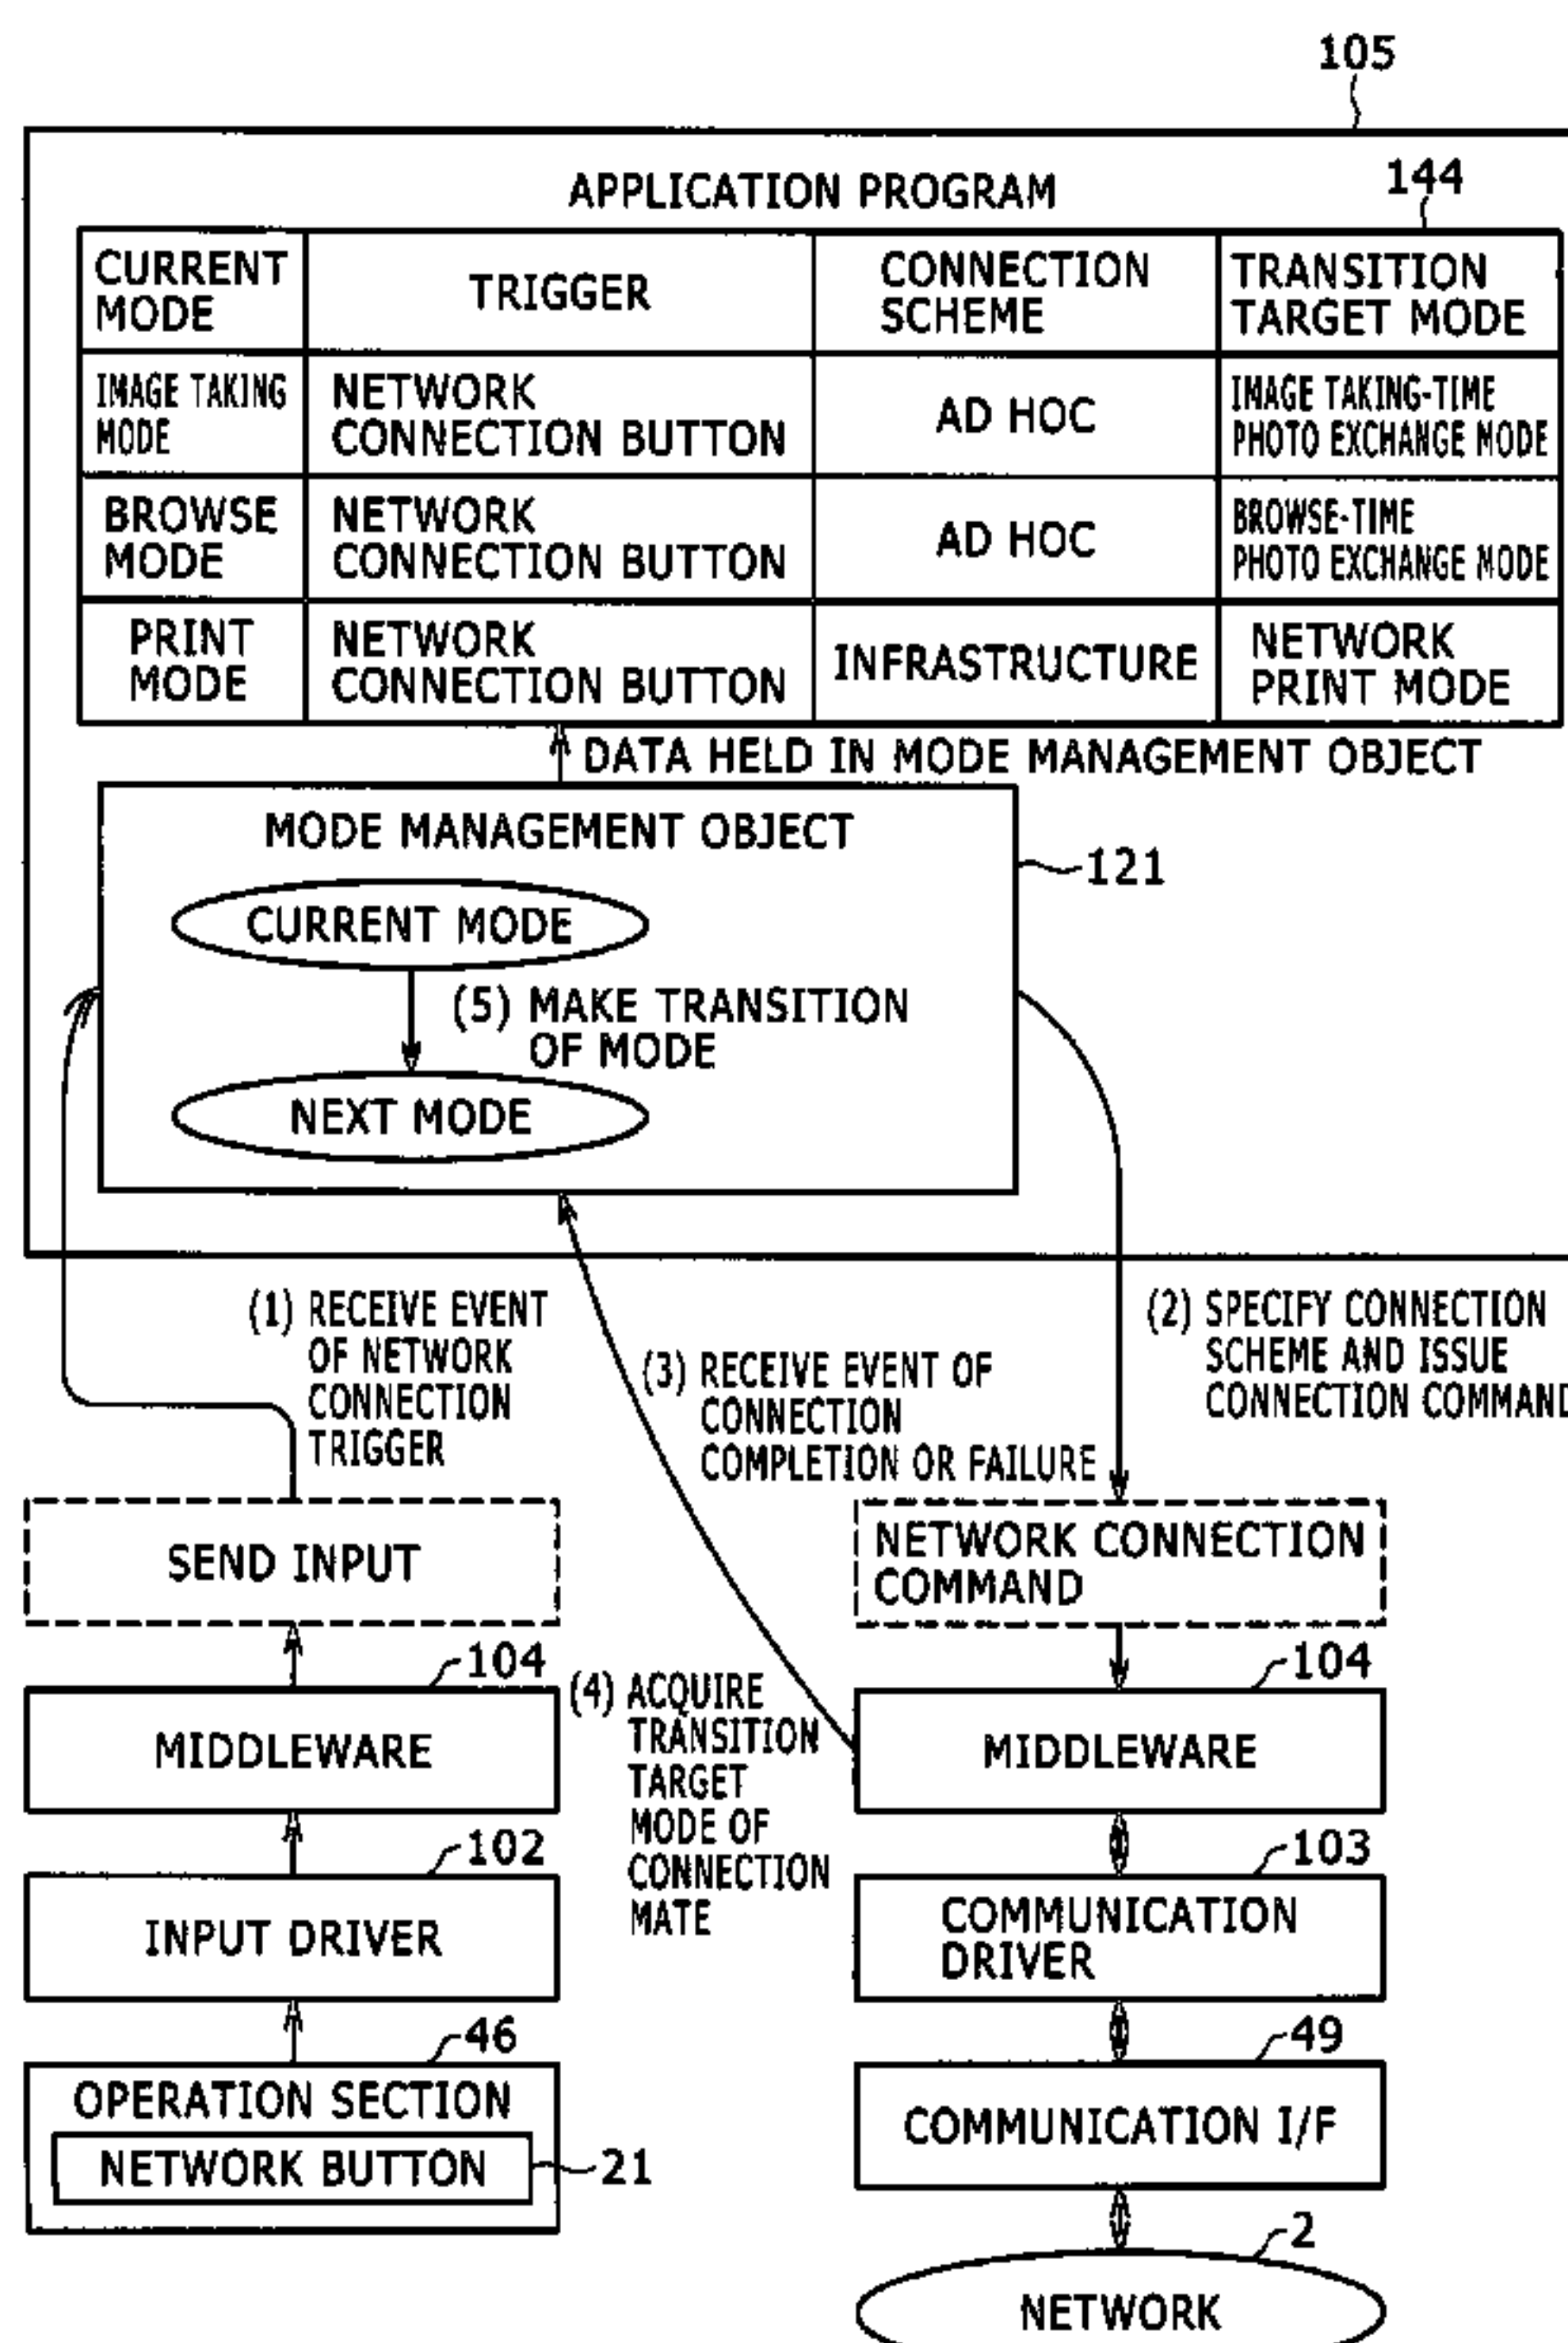 105
APPLICATION PROGRAM
144
CURRENT
MODE
TRIGGER
CONNECTION
SCHEME
TRANSITION
TARGET MODE
IMAGE TAKING
MODE
NETWORK
CONNECTION BUTTON
AD HOC
IMAGE TAKING-TIME
PHOTO EXCHANGE MODE
BROWSE
MODE
NETWORK
CONNECTION BUTTON
AD HOC
BROWSE-TIME
PHOTO EXCHANGE MODE
PRINT
MODE
NETWORK
CONNECTION BUTTON
INFRASTRUCTURE
NETWORK
PRINT MODE
DATA HELD IN MODE MANAGEMENT OBJECT
MODE MANAGEMENT OBJECT
121
CURRENT MODE
(5) MAKE TRANSITION
OF MODE
NEXT MODE
(1) RECEIVE EVENT
OF NETWORK
CONNECTION
TRIGGER
(3) RECEIVE EVENT OF
CONNECTION
COMPLETION OR FAILURE
(2) SPECIFY CONNECTION
SCHEME AND ISSUE
CONNECTION COMMAND
SEND INPUT
NETWORK CONNECTION
COMMAND
104
MIDDLEWARE
(4) ACQUIRE
TRANSITION
TARGET
MODE OF
CONNECTION
MATE
104
MIDDLEWARE
102
INPUT DRIVER
103
COMMUNICATION
DRIVER
46
OPERATION SECTION
NETWORK BUTTON
21
49
COMMUNICATION I/F
2
NETWORK